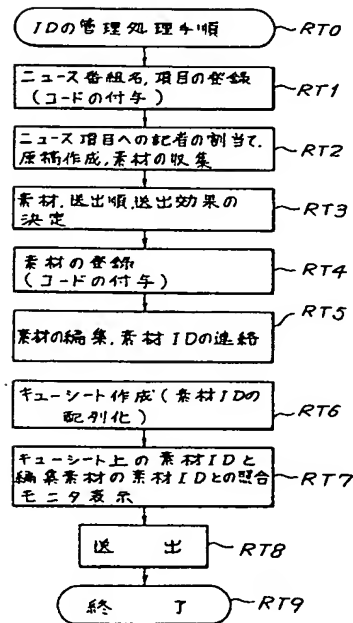 IDの管理処理手順
RT0
ニュース番組名,項目の登録
(コードの付与)
RT1
ニュース項目への記者の割当て,
原稿作成,素材の収集
RT2
素材,送出順,送出効果の
決定
RT3
素材の登録
(コードの付与)
RT4
素材の編集,素材IDの連絡
RT5
キューシート作成(素材IDの
配列化)
RT6
キューシート上の素材IDと
編集素材の素材IDとの照合
モニタ表示
RT7
送出
RT8
終了
RT9